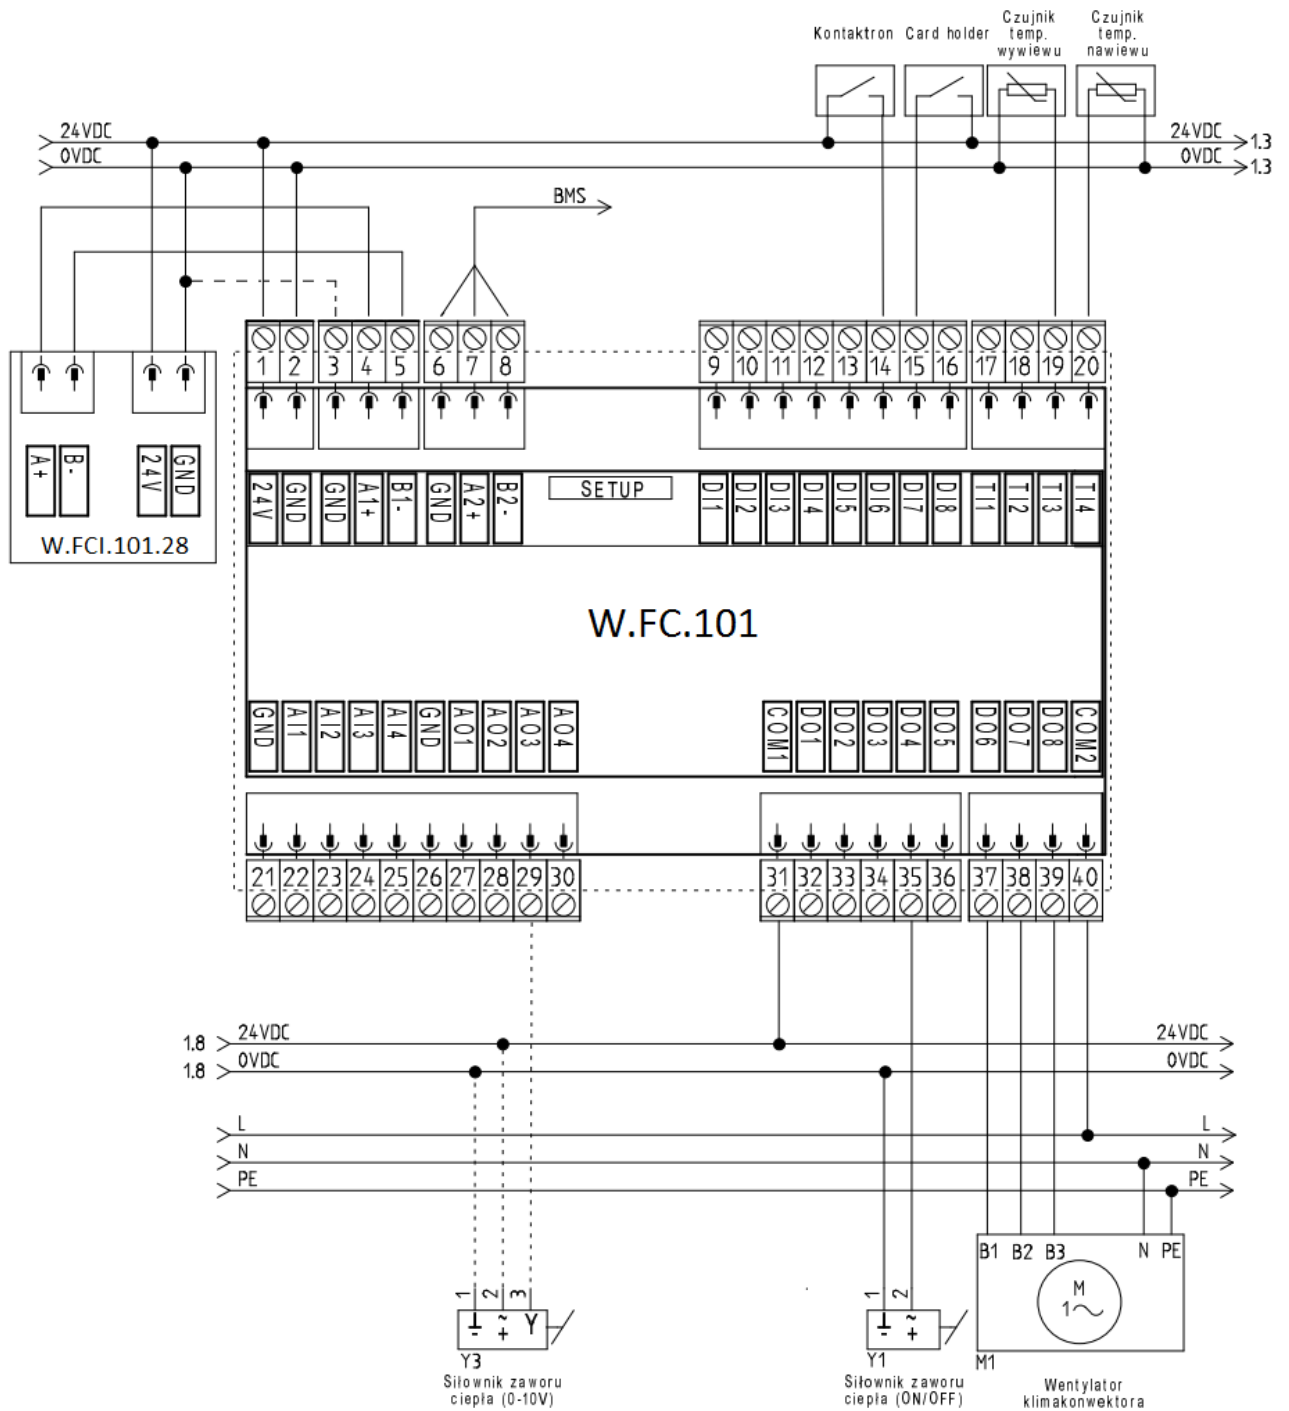 Kontaktron Card holder Czujnik temp. wywiewu Czujnik temp. nawiewu
24VDC 24VDC 1.3
0VDC 0VDC 1.3
BMS
1 2 3 4 5 6 7 8 9 10 11 12 13 14 15 16 17 18 19 20
A+ B- 24V GND
W.FCI.101.28
24V GND GND A1+ B1- GND A2+ B2- SETUP DI1 DI2 DI3 DI4 DI5 DI6 DI7 DI8 TI1 TI2 TI3 TI4
W.FC.101
GND AI1 AI2 AI3 AI4 GND AO1 AO2 AO3 AO4 COM1 DO1 DO2 DO3 DO4 DO5 DO6 DO7 DO8 COM2
21 22 23 24 25 26 27 28 29 30 31 32 33 34 35 36 37 38 39 40
1.8 24VDC 24VDC
1.8 0VDC 0VDC
L L
N N
PE PE
B1 B2 B3 N PE
1 2 3 1 2
M
1~
~
+ Y
~
+
Y3 Y1 M1
Siłownik zaworu
ciepła (0-10V)
Siłownik zaworu
ciepła (ON/OFF)
Wentylator
klimakonwektora